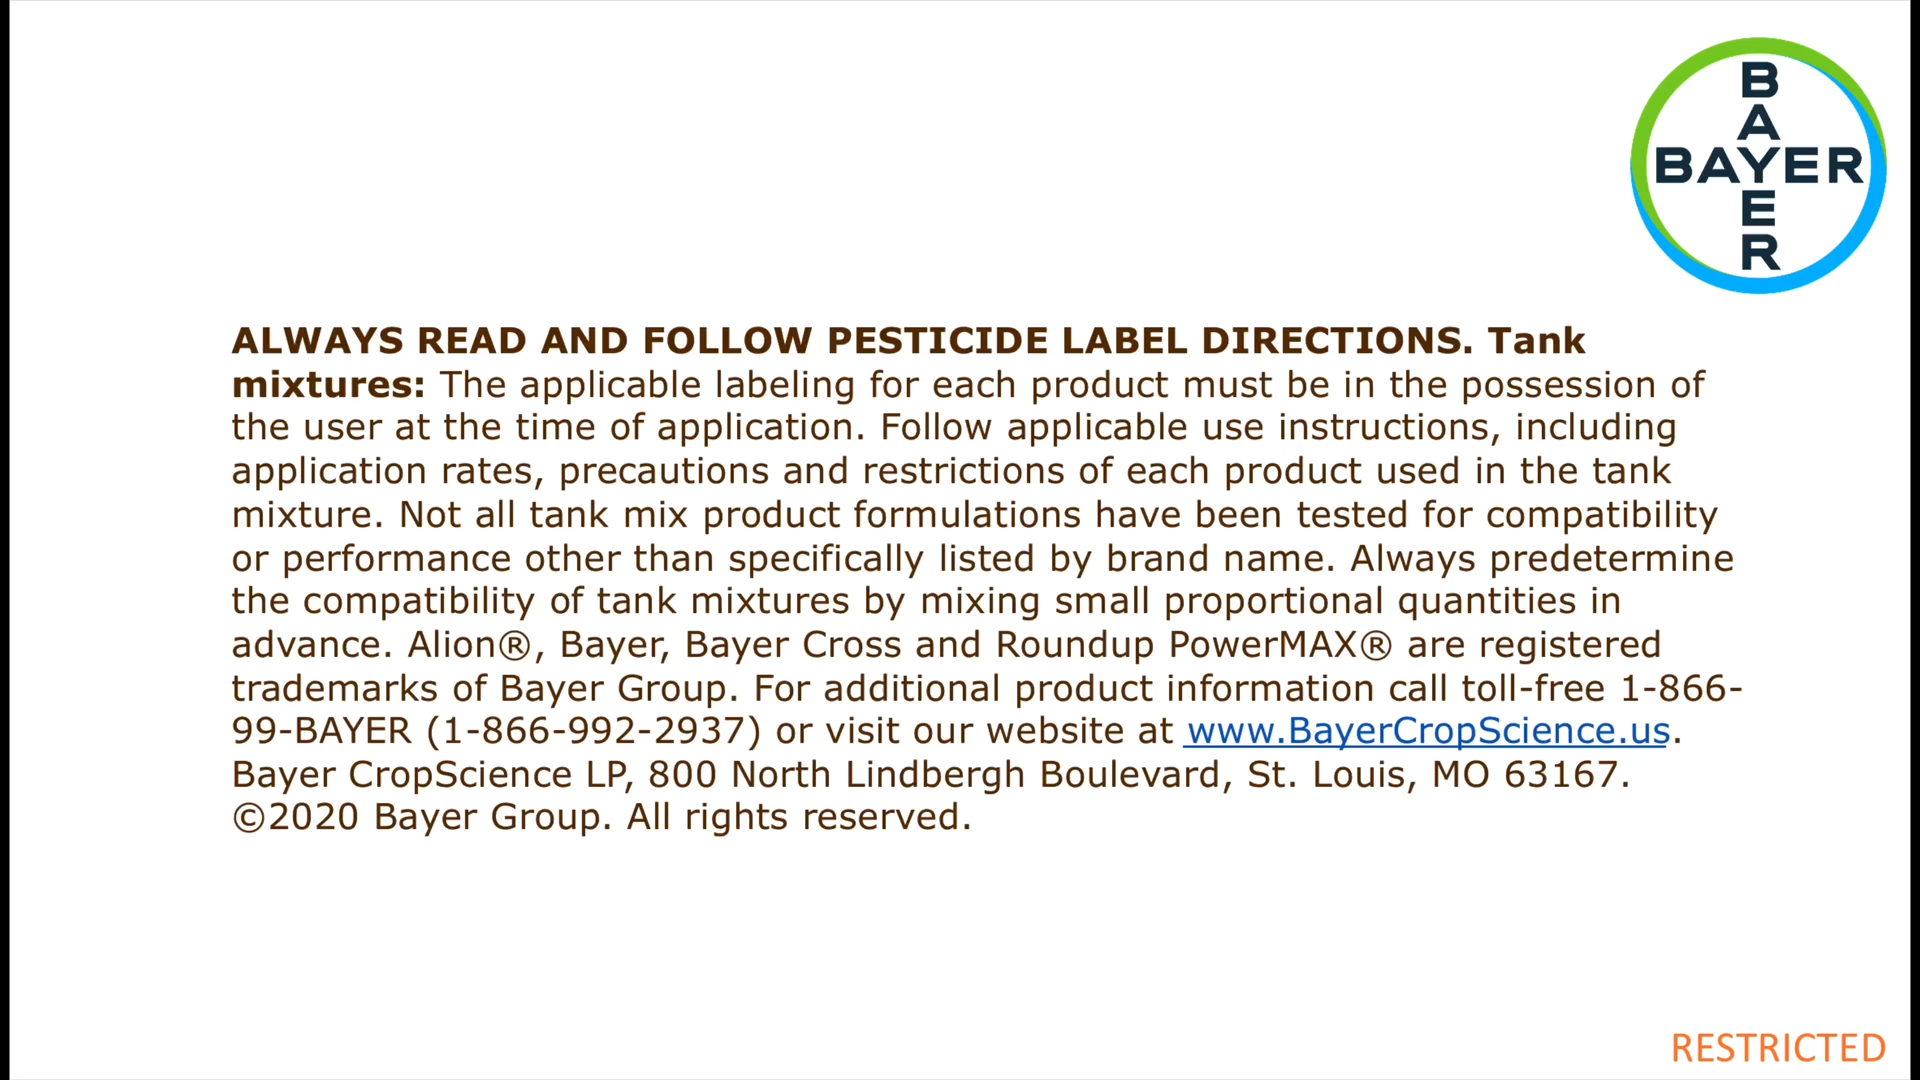 B
A
BAYER
E
R
ALWAYS READ AND FOLLOW PESTICIDE LABEL DIRECTIONS. Tank
mixtures: The applicable labeling for each product must be in the possession of
the user at the time of application. Follow applicable use instructions, including
application rates, precautions and restrictions of each product used in the tank
mixture. Not all tank mix product formulations have been tested for compatibility
or performance other than specifically listed by brand name. Always predetermine
the compatibility of tank mixtures by mixing small proportional quantities in
advance. Alion®, Bayer, Bayer Cross and Roundup PowerMAX® are registered
trademarks of Bayer Group. For additional product information call toll-free 1-866-
99-BAYER (1-866-992-2937) or visit our website at www.BayerCropScience.us.
Bayer CropScience LP, 800 North Lindbergh Boulevard, St. Louis, MO 63167.
©2020 Bayer Group. All rights reserved.
RESTRICTED